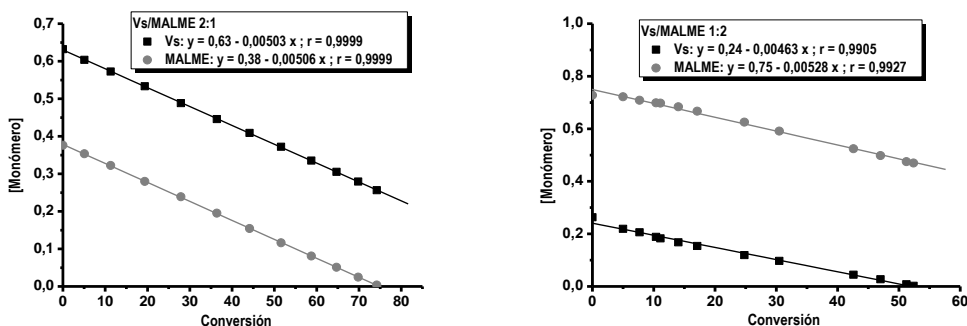 Vs/MALME 2:1
Vs: y = 0,63 - 0,00503 x ; r = 0,9999
MALME: y = 0,38 - 0,00506 x ; r = 0,9999
[Monómero]
0,7
0,6
0,5
0,4
0,3
0,2
0,1
0,0
0 10 20 30 40 50 60 70 80
Conversión
Vs/MALME 1:2
Vs: y = 0,24 - 0,00463 x ; r = 0,9905
MALME: y = 0,75 - 0,00528 x ; r = 0,9927
[Monómero]
1,0
0,8
0,6
0,4
0,2
0,0
0 10 20 30 40 50 60
Conversión